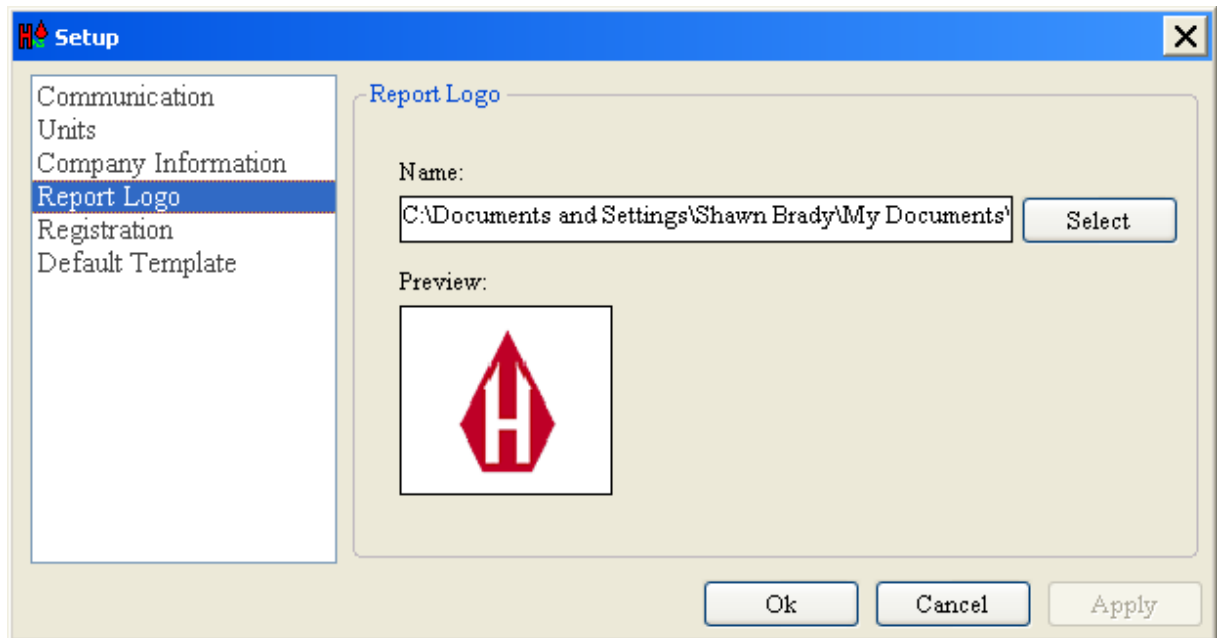 Setup
Communication
Units
Company Information
Report Logo
Registration
Default Template
Report Logo
Name:
C:\Documents and Settings\Shawn Brady\My Documents\
Select
Preview:
H
Ok Cancel Apply